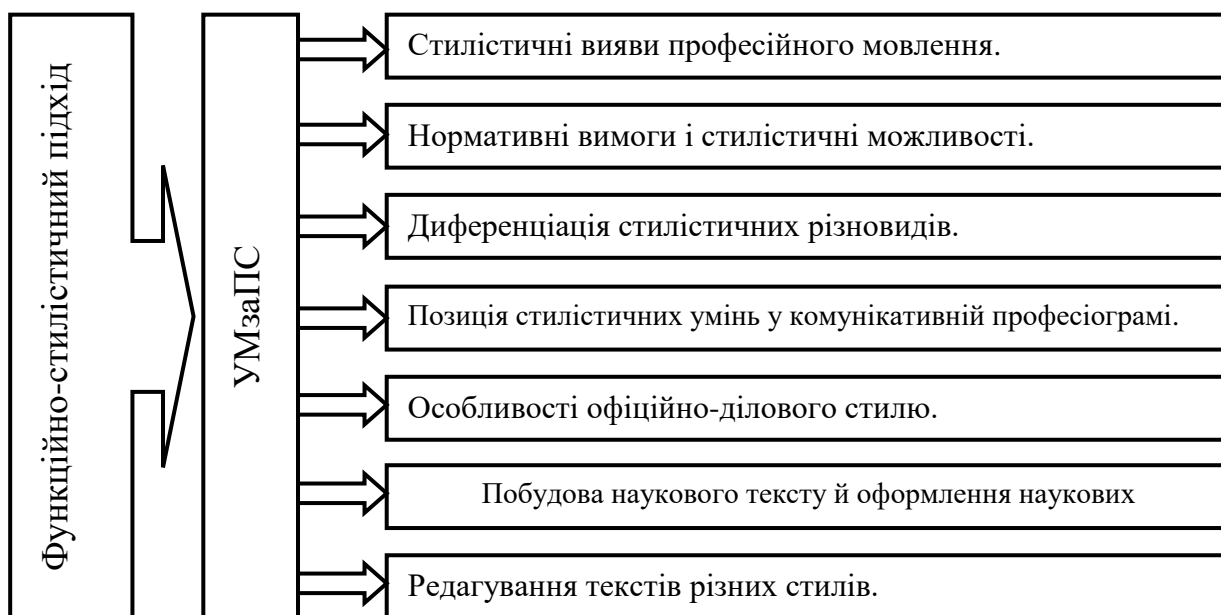 Функційно-стилістичний підхід
УМзаПС
Стилістичні вияви професійного мовлення.
Нормативні вимоги і стилістичні можливості.
Диференціація стилістичних різновидів.
Позиція стилістичних умінь у комунікативній професіограмі.
Особливості офіційно-ділового стилю.
Побудова наукового тексту й оформлення наукових
Редагування текстів різних стилів.